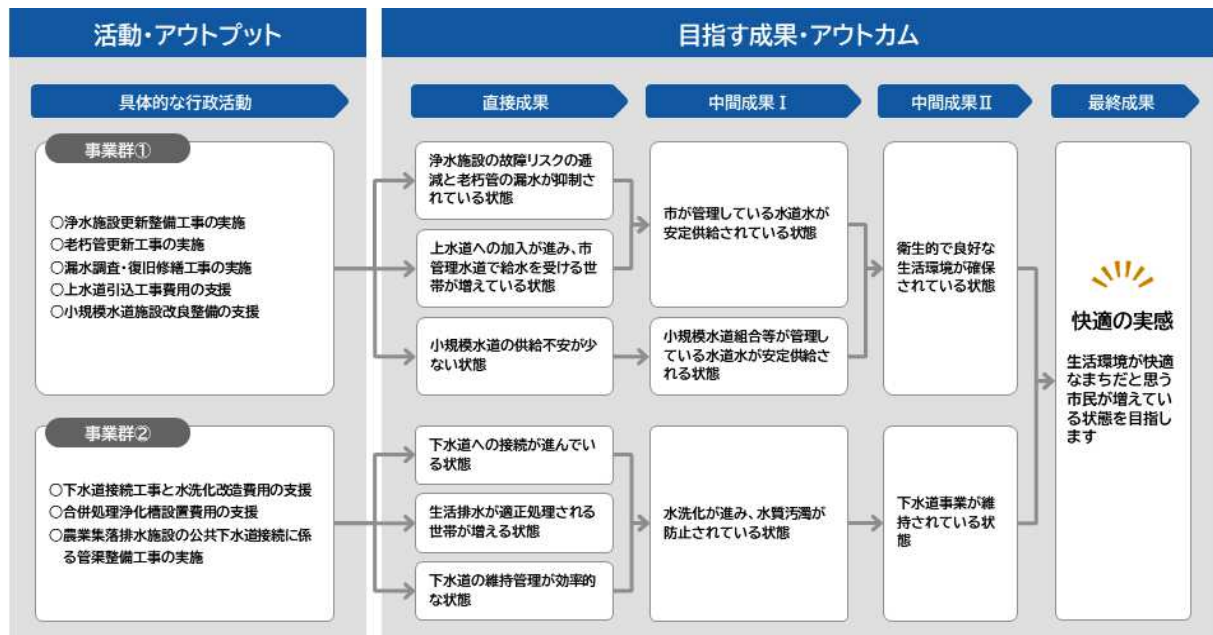 活動・アウトプット
目指す成果・アウトカム
具体的な行政活動
直接成果
中間成果Ⅰ
中間成果Ⅱ
最終成果
事業群①
○浄水施設更新整備工事の実施
○老朽管更新工事の実施
○漏水調査・復旧修繕工事の実施
○上水道引込工事費用の支援
○小規模水道施設改良整備の支援
浄水施設の故障リスクの逓
減と老朽管の漏水が抑制さ
れている状態
上水道への加入が進み、市
管理水道で給水を受ける世
帯が増えている状態
小規模水道の供給不安が少
ない状態
市が管理している水道水が
安定供給されている状態
小規模水道組合等が管理し
ている水道水が安定供給さ
れる状態
衛生的で良好な
生活環境が確保
されている状態
快適の実感
生活環境が快適
なまちだと思う
市民が増えてい
る状態を目指し
ます
事業群②
○下水道接続工事と水洗化改造費用の支援
○合併処理浄化槽設置費用の支援
○農業集落排水施設の公共下水道接続に係
る管渠整備工事の実施
下水道への接続が進んでい
る状態
生活排水が適正処理される
世帯が増える状態
下水道の維持管理が効率的
な状態
水洗化が進み、水質汚濁が
防止されている状態
下水道事業が維
持されている状
態